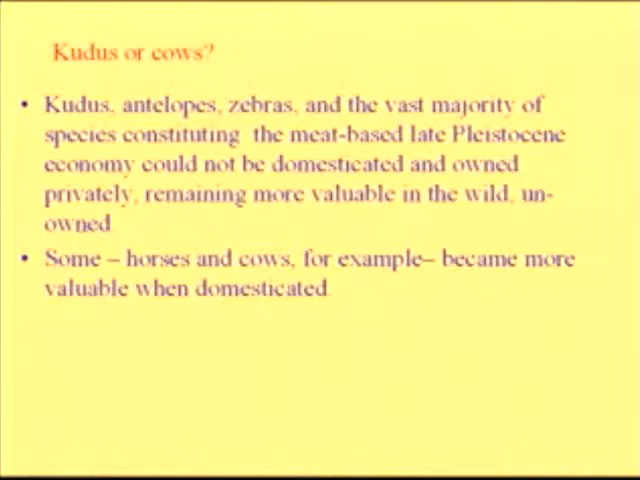 Kudus or cows?
• Kudus, antelopes, zebras, and the vast majority of
species constituting the meat-based late Pleistocene
economy could not be domesticated and owned
privately, remaining more valuable in the wild, un-
owned.
• Some – horses and cows, for example– became more
valuable when domesticated.